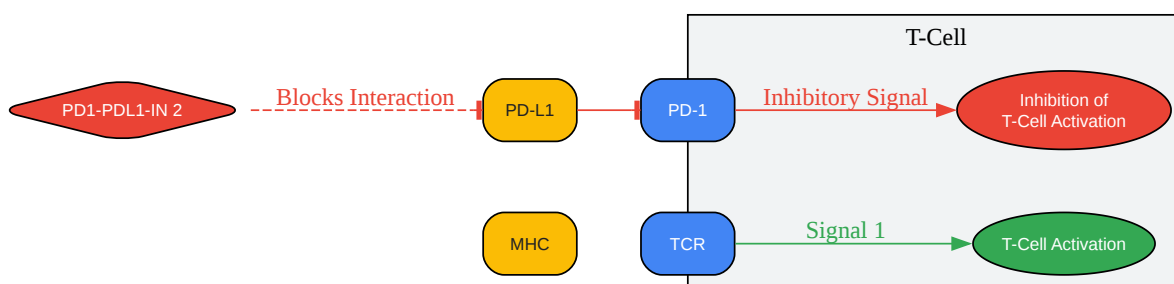 T-Cell
PD1-PDL1-IN 2
Blocks Interaction
PD-L1
PD-1
Inhibitory Signal
Inhibition of
T-Cell Activation
MHC
TCR
Signal 1
T-Cell Activation